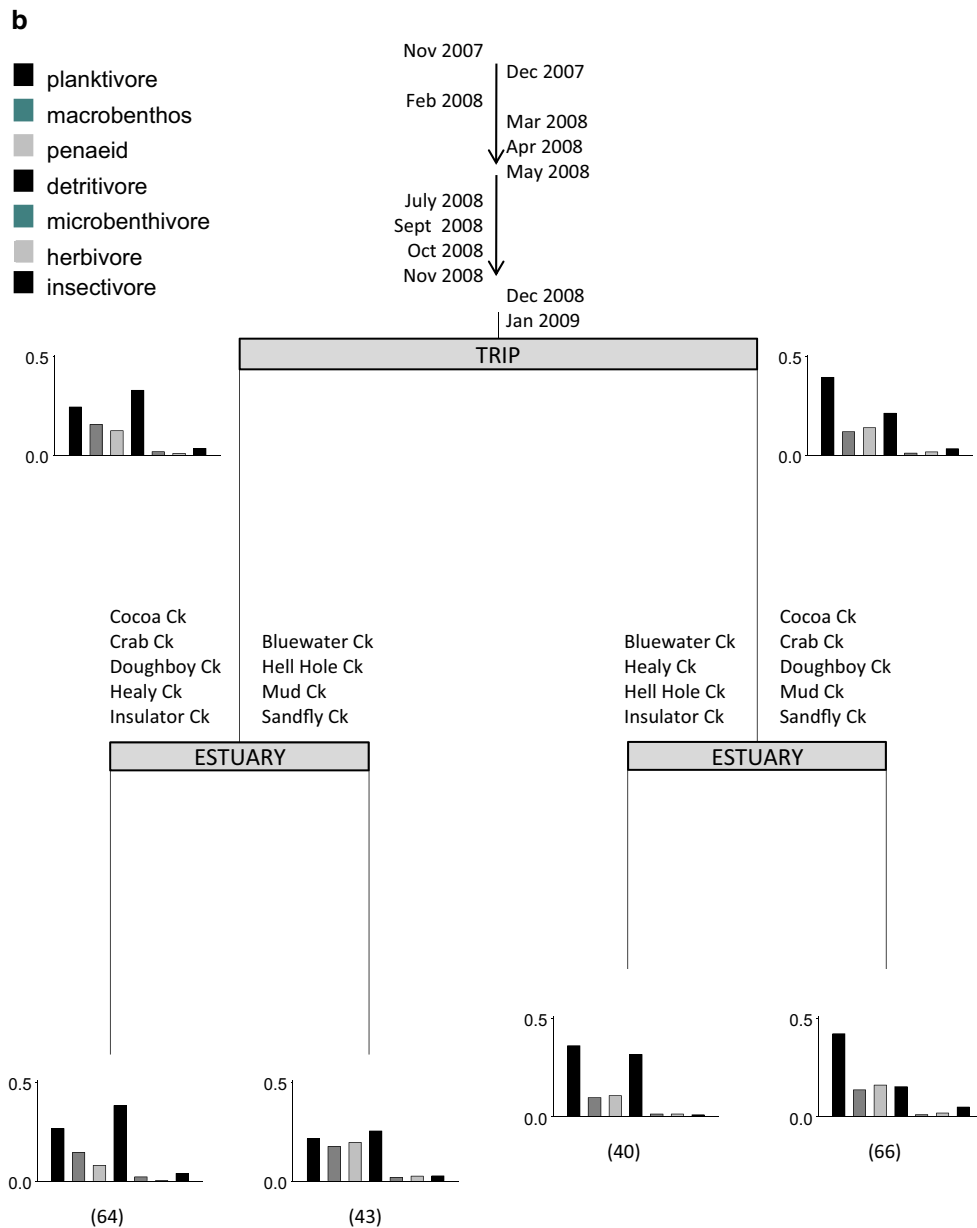 b
planktivore
macrobenthos
penaeid
detritivore
microbenthivore
herbivore
insectivore
Nov 2007
Dec 2007
Feb 2008
Mar 2008
Apr 2008
May 2008
July 2008
Sept 2008
Oct 2008
Nov 2008
Dec 2008
Jan 2009
TRIP
0.5
0.0
0.5
0.0
Cocoa Ck
Crab Ck
Doughboy Ck
Healy Ck
Insulator Ck
Bluewater Ck
Hell Hole Ck
Mud Ck
Sandfly Ck
Bluewater Ck
Healy Ck
Hell Hole Ck
Insulator Ck
Cocoa Ck
Crab Ck
Doughboy Ck
Mud Ck
Sandfly Ck
ESTUARY
ESTUARY
0.5
0.0
(64)
0.5
0.0
(43)
0.5
0.0
(40)
0.5
0.0
(66)